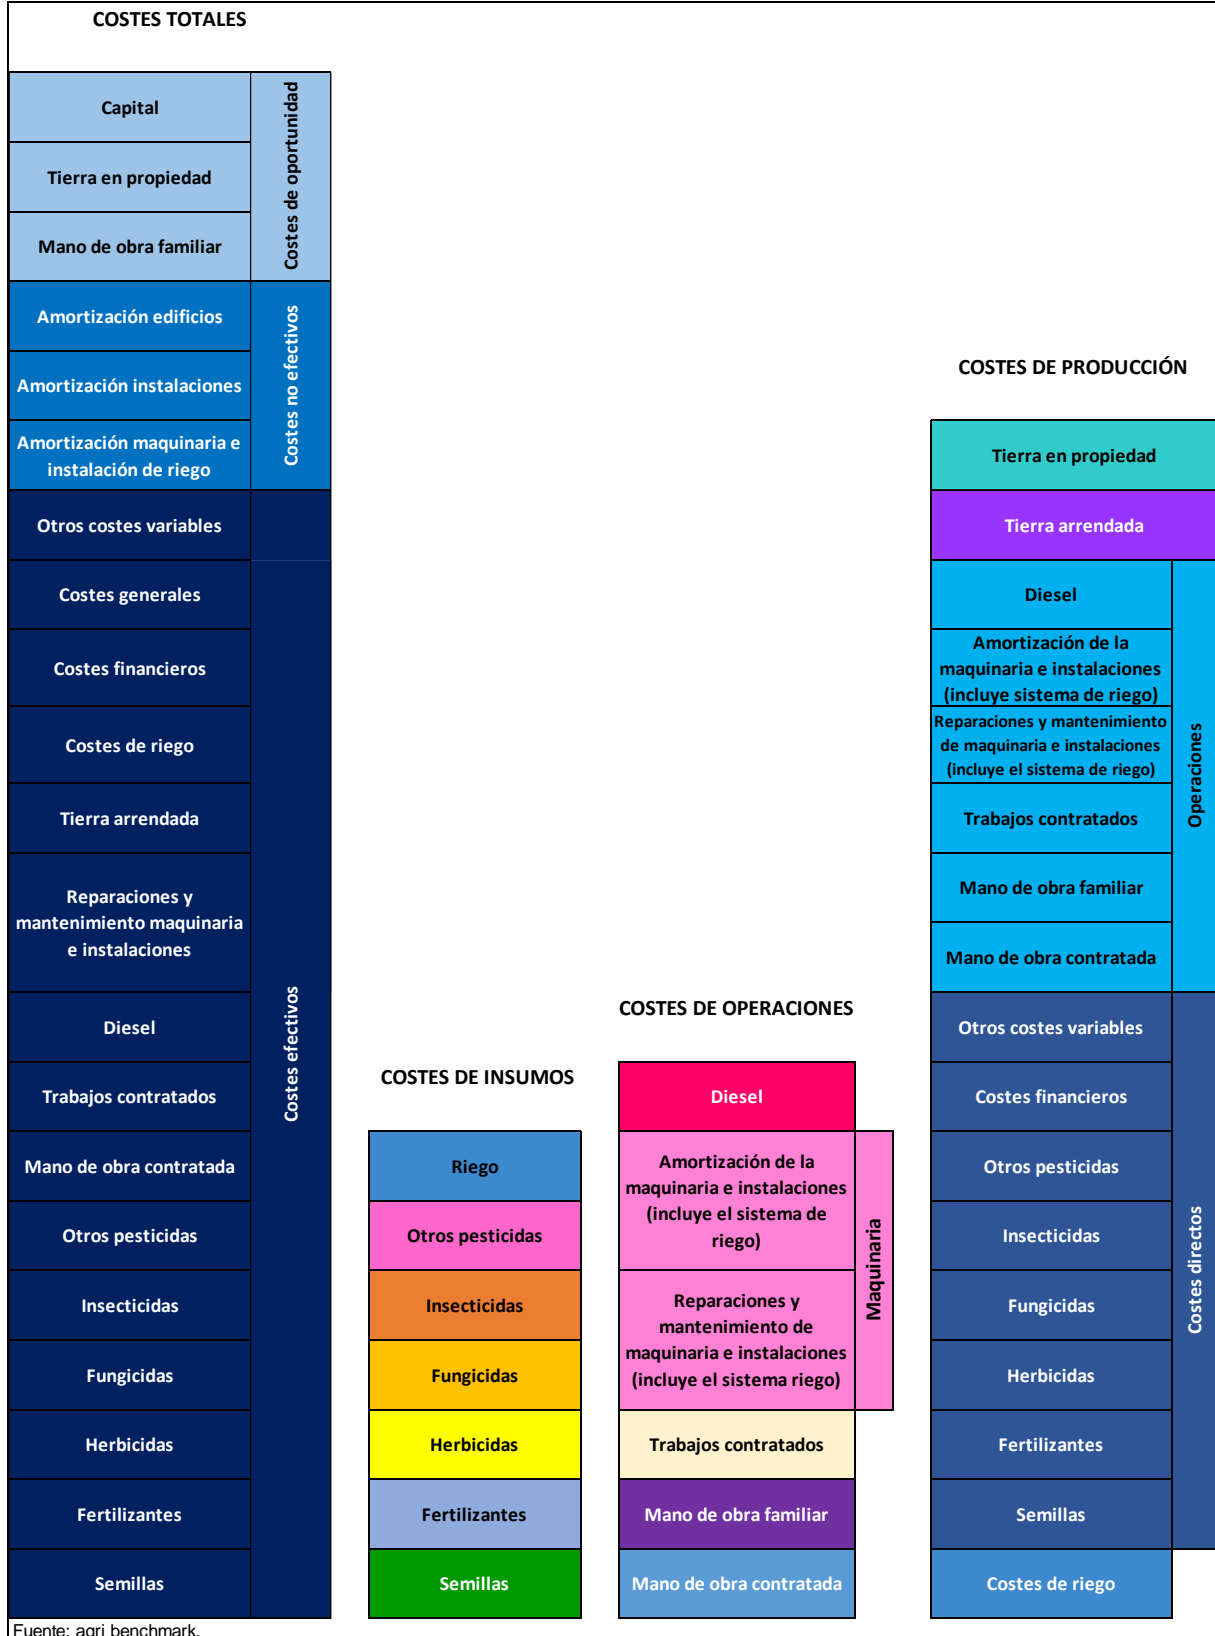 COSTES TOTALES
Capital
Tierra en propiedad
Mano de obra familiar
Costes de oportunidad
Amortización edificios
Amortización instalaciones
Amortización maquinaria e
instalación de riego
Costes no efectivos
Otros costes variables
Costes generales
Costes financieros
Costes de riego
Tierra arrendada
Reparaciones y
mantenimiento maquinaria
e instalaciones
Diesel
Trabajos contratados
Mano de obra contratada
Otros pesticidas
Insecticidas
Fungicidas
Herbicidas
Fertilizantes
Semillas
Costes efectivos
COSTES DE INSUMOS
Riego
Otros pesticidas
Insecticidas
Fungicidas
Herbicidas
Fertilizantes
Semillas
COSTES DE OPERACIONES
Diesel
Amortización de la
maquinaria e instalaciones
(incluye el sistema de
riego)
Reparaciones y
mantenimiento de
maquinaria e instalaciones
(incluye el sistema riego)
Maquinaria
Trabajos contratados
Mano de obra familiar
Mano de obra contratada
COSTES DE PRODUCCIÓN
Tierra en propiedad
Tierra arrendada
Diesel
Amortización de la
maquinaria e instalaciones
(incluye sistema de riego)
Reparaciones y mantenimiento
de maquinaria e instalaciones
(incluye el sistema de riego)
Trabajos contratados
Mano de obra familiar
Mano de obra contratada
Operaciones
Otros costes variables
Costes financieros
Otros pesticidas
Insecticidas
Fungicidas
Herbicidas
Fertilizantes
Semillas
Costes directos
Costes de riego
Fuente: agri benchmark.